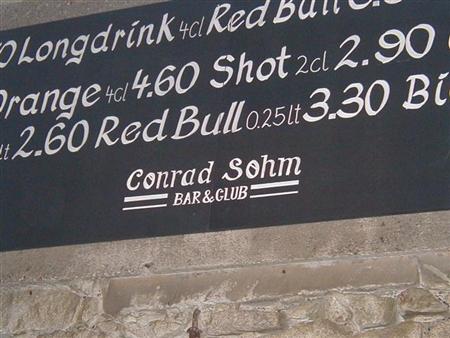 Longdrink 4cl Red Bull
Orange 4cl 4.60 Shot 2cl 2.90
2.60 Red Bull 0.25lt 3.30
Conrad Sohm
BAR & CLUB